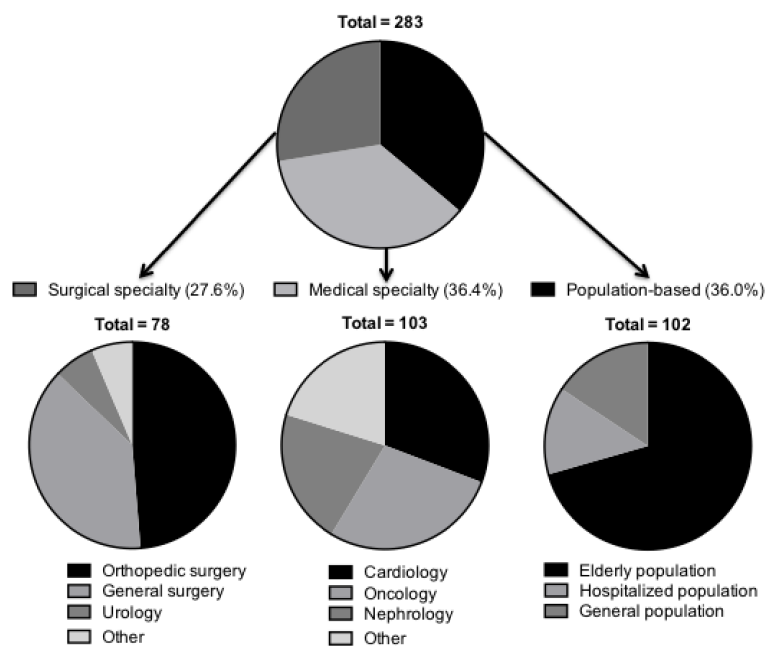 Total = 283
Surgical specialty (27.6%)
Medical specialty (36.4%)
Population-based (36.0%)
Total = 78
Total = 103
Total = 102
Orthopedic surgery
General surgery
Urology
Other
Cardiology
Oncology
Nephrology
Other
Elderly population
Hospitalized population
General population